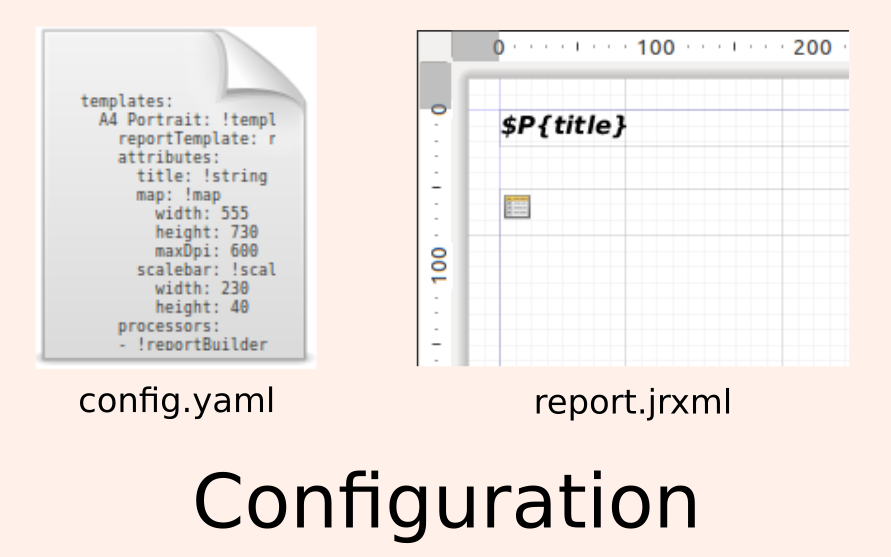 templates:
A4 Portrait: !templ
reportTemplate: r
attributes:
title: !string
map: !map
width: 555
height: 730
maxDpi: 600
scalebar: !scal
width: 230
height: 40
processors:
- !reportBuilder
config.yaml
0 100 200
0
100
$P{title}
report.jrxml
Configuration